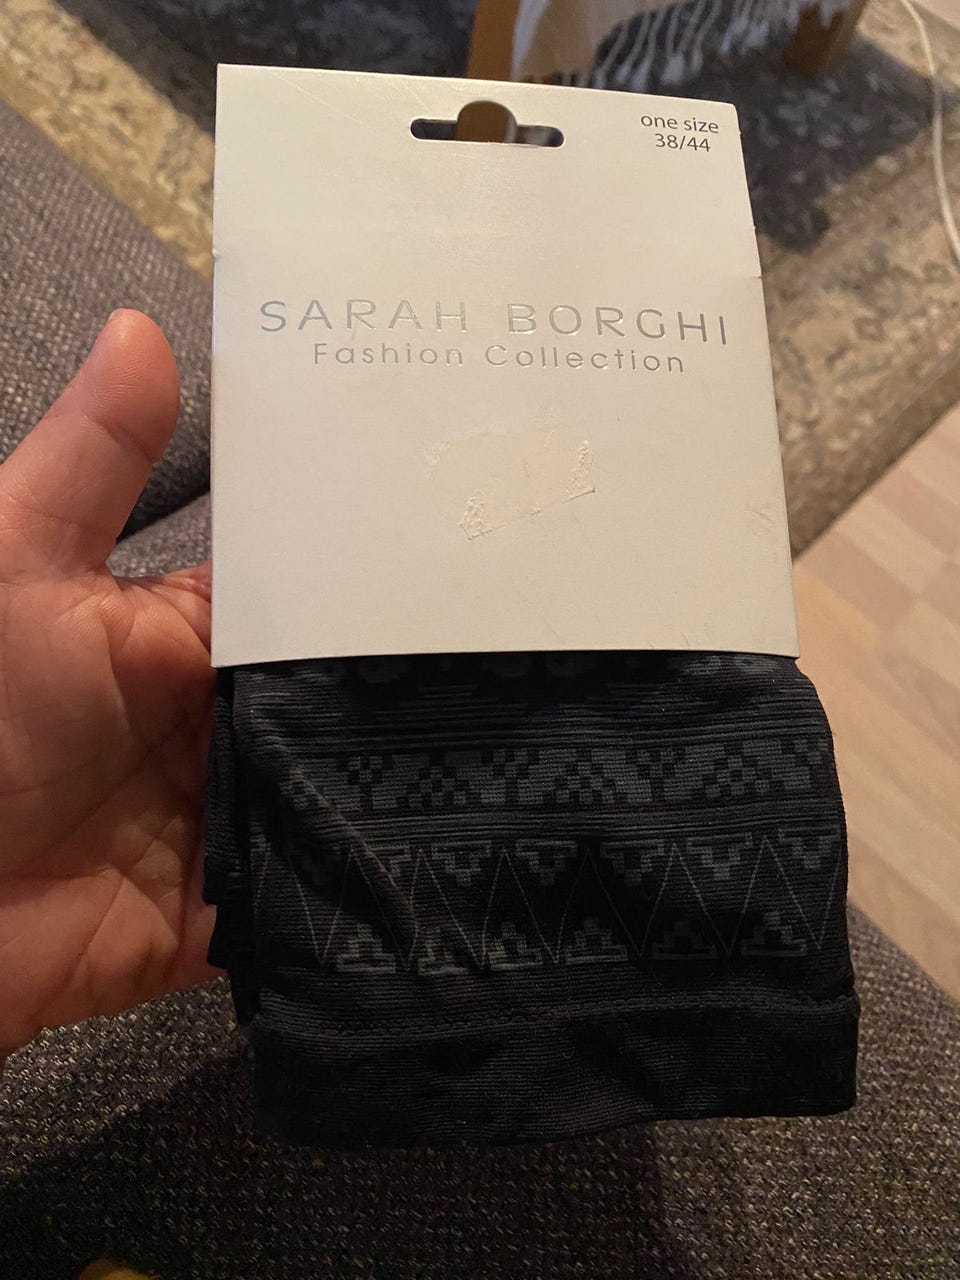 one size
38/44
SARAH BORGHI
Fashion Collection